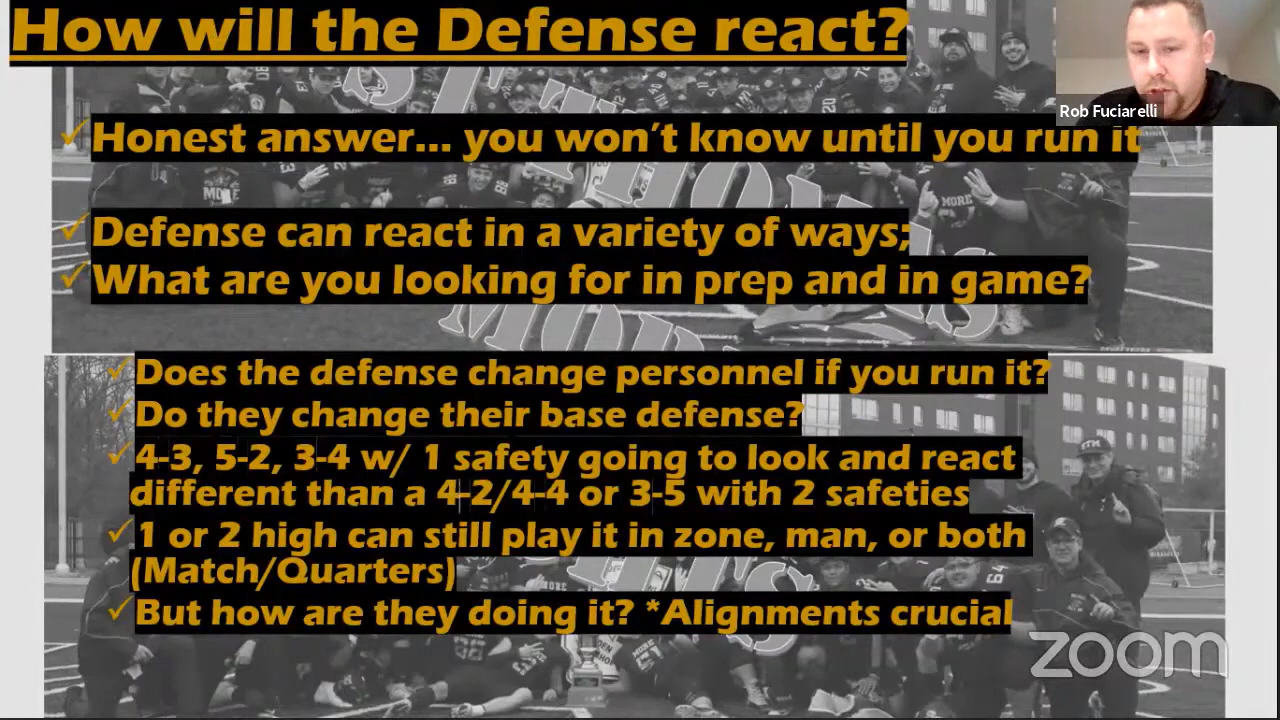 How will the Defense react?
Rob Fuciarelli
✓Honest answer... you won't know until you run it
✓Defense can react in a variety of ways;
✓What are you looking for in prep and in game?
✓Does the defense change personnel if you run it?
✓Do they change their base defense?
✓4-3, 5-2, 3-4 w/ 1 safety going to look and react
different than a 4-2/4-4 or 3-5 with 2 safeties
✓1 or 2 high can still play it in zone, man, or both
(Match/Quarters)
✓But how are they doing it? *Alignments crucial
zoom